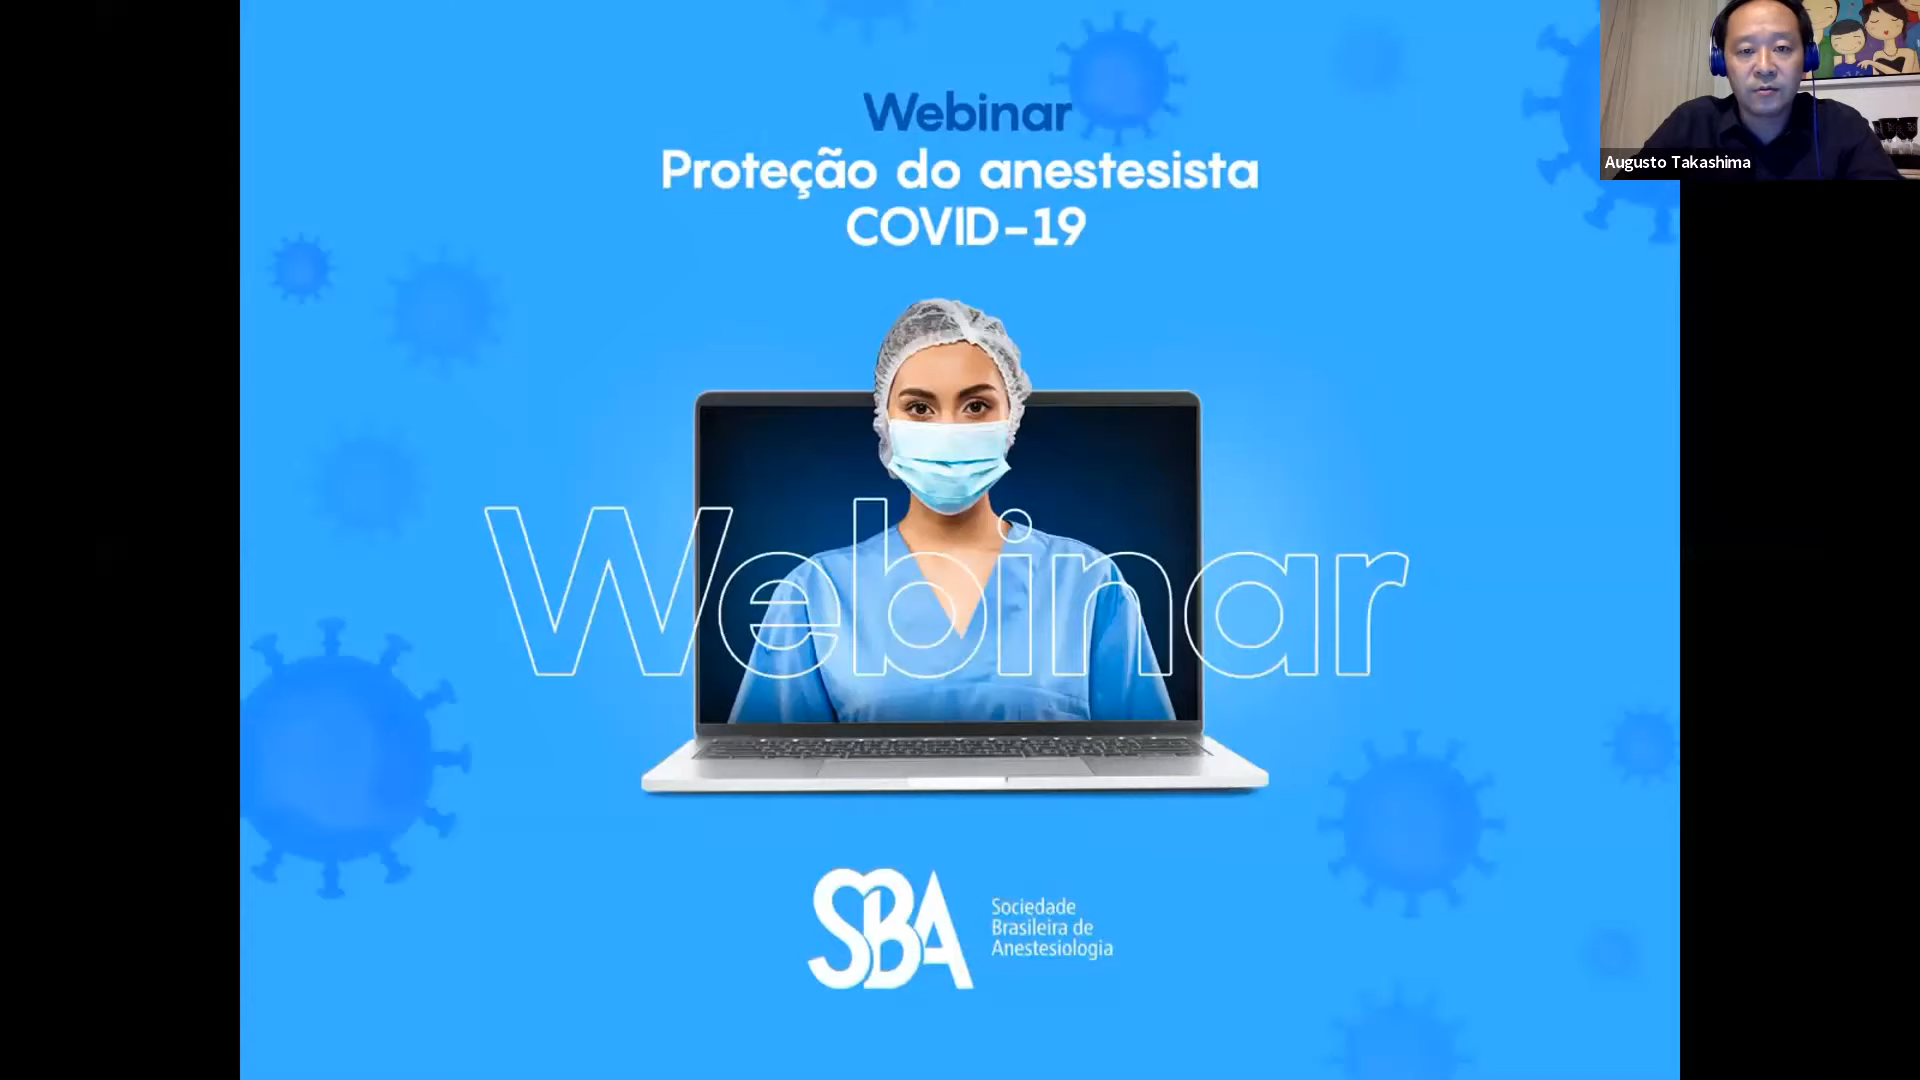 Webinar
Proteção do anestesista
COVID-19
Augusto Takashima
Webinar
SBA
Sociedade
Brasileira de
Anestesiologia